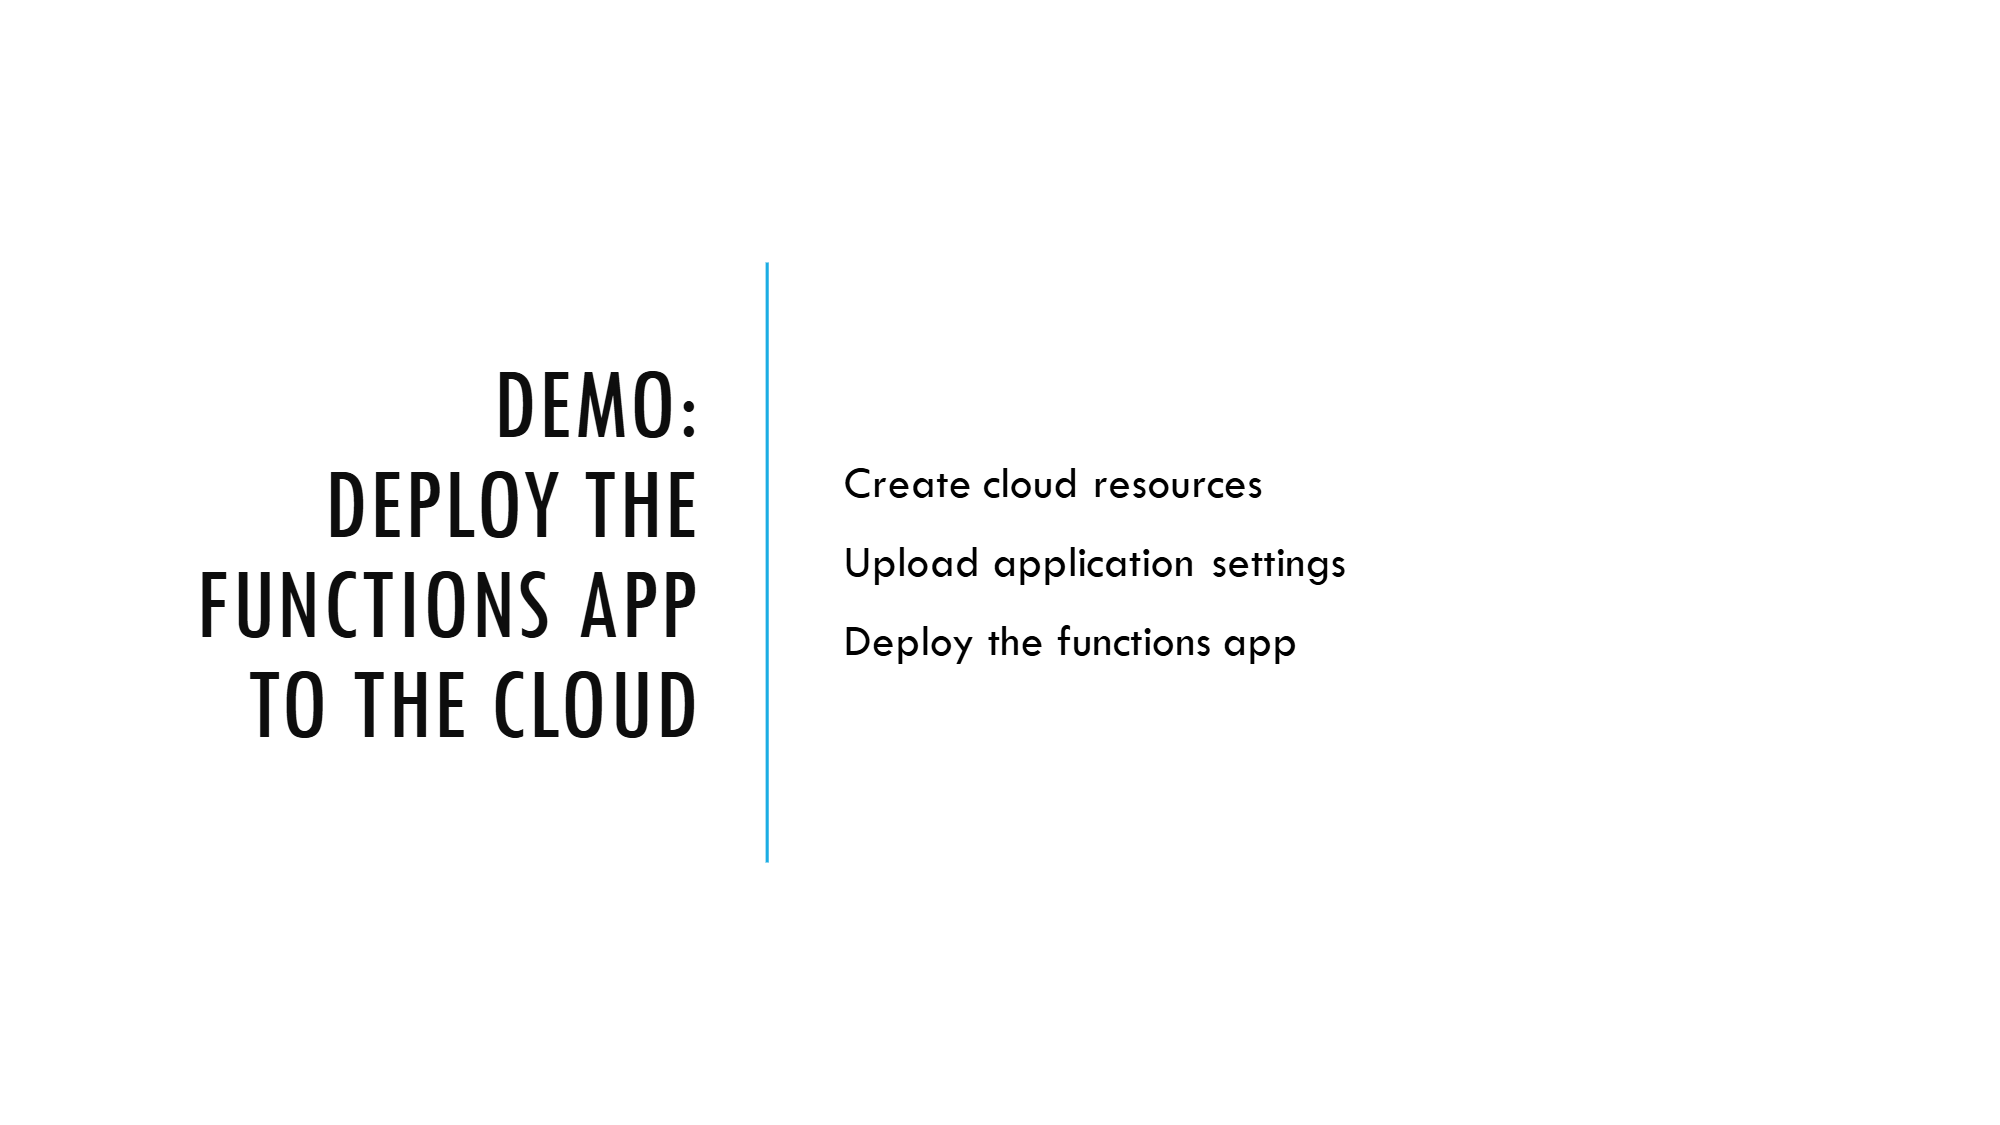 DEMO:
DEPLOY THE
FUNCTIONS APP
TO THE CLOUD
Create cloud resources
Upload application settings
Deploy the functions app